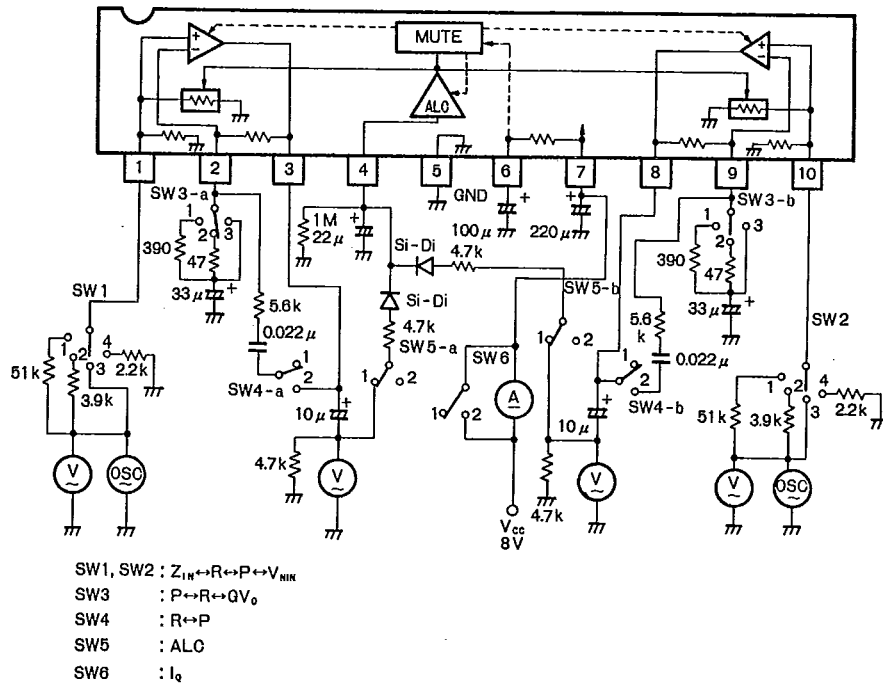 MUTE
ALC
1 2 3 4 5 6 7 8 9 10
GND
SW3-a
1 2 3
390
47
33μ
+
SW1
1 2 3 4
51k
3.9k
2.2k
V
OSC
5.6k
0.022μ
1
2
SW4-a
10μ
+
4.7k
V
1M
22μ
+
Si-Di
4.7k
Si-Di
4.7k
SW5-a
1 2
100μ
+
220μ
+
SW6
1 2
A
Vcc
8V
SW5-b
1 2
4.7k
10μ
+
V
1
2
SW4-b
5.6
k
0.022μ
SW3-b
1 2 3
390
47
33μ
+
SW2
1 2 3 4
51k
3.9k
2.2k
V
OSC
SW1, SW2 : ZIN↔R↔P↔VNIN
SW3 : P↔R↔GVO
SW4 : R↔P
SW5 : ALC
SW6 : IQ